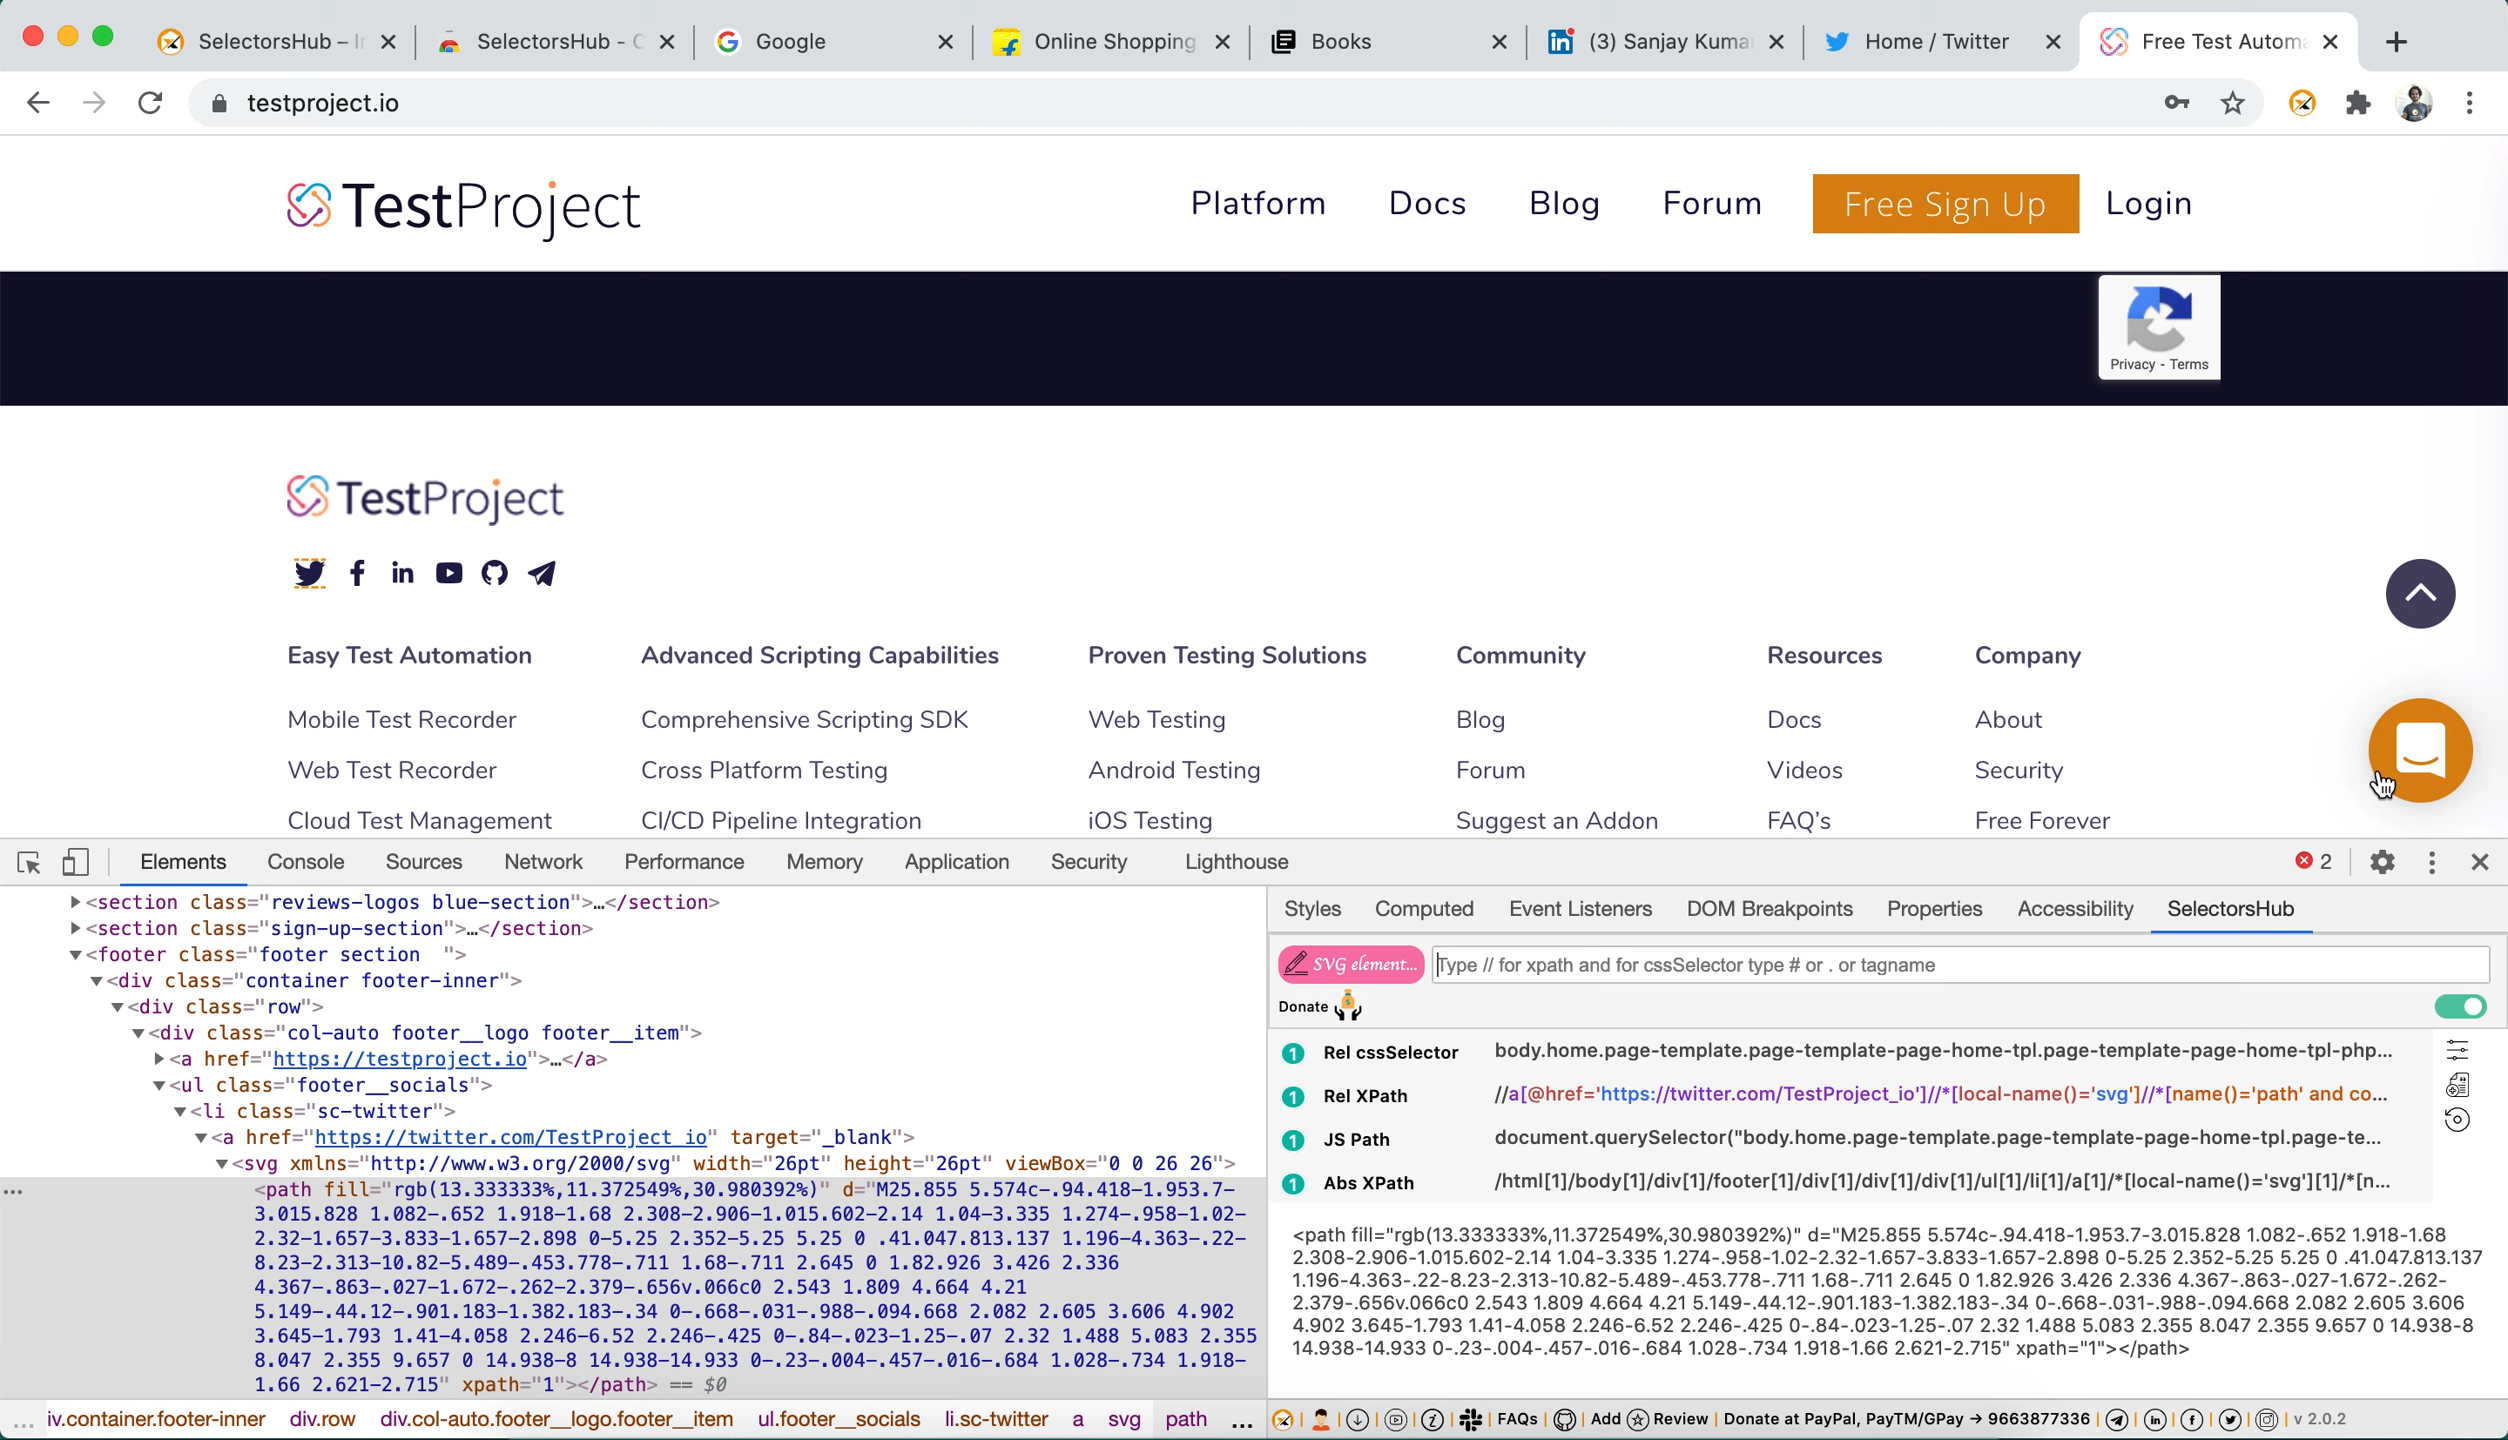 SelectorsHub – I
SelectorsHub - C
Google
Online Shopping
Books
(3) Sanjay Kuma
Home / Twitter
Free Test Autom
testproject.io
TestProject
Platform
Docs
Blog
Forum
Free Sign Up
Login
Privacy - Terms
TestProject
Easy Test Automation
Advanced Scripting Capabilities
Proven Testing Solutions
Community
Resources
Company
Mobile Test Recorder
Comprehensive Scripting SDK
Web Testing
Blog
Docs
About
Web Test Recorder
Cross Platform Testing
Android Testing
Forum
Videos
Security
Cloud Test Management
CI/CD Pipeline Integration
iOS Testing
Suggest an Addon
FAQ's
Free Forever
Elements
Console
Sources
Network
Performance
Memory
Application
Security
Lighthouse
2
<section class="reviews-logos blue-section">…</section>
<section class="sign-up-section">…</section>
<footer class="footer section  ">
<div class="container footer-inner">
<div class="row">
<div class="col-auto footer__logo footer__item">
<a href="https://testproject.io">…</a>
<ul class="footer__socials">
<li class="sc-twitter">
<a href="https://twitter.com/TestProject_io" target="_blank">
<svg xmlns="http://www.w3.org/2000/svg" width="26pt" height="26pt" viewBox="0 0 26 26">
<path fill="rgb(13.333333%,11.372549%,30.980392%)" d="M25.855 5.574c-.94.418-1.953.7-
3.015.828 1.082-.652 1.918-1.68 2.308-2.906-1.015.602-2.14 1.04-3.335 1.274-.958-1.02-
2.32-1.657-3.833-1.657-2.898 0-5.25 2.352-5.25 5.25 0 .41.047.813.137 1.196-4.363-.22-
8.23-2.313-10.82-5.489-.453.778-.711 1.68-.711 2.645 0 1.82.926 3.426 2.336
4.367-.863-.027-1.672-.262-2.379-.656v.066c0 2.543 1.809 4.664 4.21
5.149-.44.12-.901.183-1.382.183-.34 0-.668-.031-.988-.094.668 2.082 2.605 3.606 4.902
3.645-1.793 1.41-4.058 2.246-6.52 2.246-.425 0-.84-.023-1.25-.07 2.32 1.488 5.083 2.355
8.047 2.355 9.657 0 14.938-8 14.938-14.933 0-.23-.004-.457-.016-.684 1.028-.734 1.918-
1.66 2.621-2.715" xpath="1"></path> == $0
... iv.container.footer-inner div.row div.col-auto.footer__logo.footer__item ul.footer__socials li.sc-twitter a svg path ...
Styles
Computed
Event Listeners
DOM Breakpoints
Properties
Accessibility
SelectorsHub
SVG element...
Type // for xpath and for cssSelector type # or . or tagname
Donate
1 Rel cssSelector body.home.page-template.page-template-page-home-tpl.page-template-page-home-tpl-php...
1 Rel XPath //a[@href='https://twitter.com/TestProject_io']//*[local-name()='svg']//*[name()='path' and co...
1 JS Path document.querySelector("body.home.page-template.page-template-page-home-tpl.page-te...
1 Abs XPath /html[1]/body[1]/div[1]/footer[1]/div[1]/div[1]/div[1]/ul[1]/li[1]/a[1]/*[local-name()='svg'][1]/*[n...
<path fill="rgb(13.333333%,11.372549%,30.980392%)" d="M25.855 5.574c-.94.418-1.953.7-3.015.828 1.082-.652 1.918-1.68
2.308-2.906-1.015.602-2.14 1.04-3.335 1.274-.958-1.02-2.32-1.657-3.833-1.657-2.898 0-5.25 2.352-5.25 5.25 0 .41.047.813.137
1.196-4.363-.22-8.23-2.313-10.82-5.489-.453.778-.711 1.68-.711 2.645 0 1.82.926 3.426 2.336 4.367-.863-.027-1.672-.262-
2.379-.656v.066c0 2.543 1.809 4.664 4.21 5.149-.44.12-.901.183-1.382.183-.34 0-.668-.031-.988-.094.668 2.082 2.605 3.606
4.902 3.645-1.793 1.41-4.058 2.246-6.52 2.246-.425 0-.84-.023-1.25-.07 2.32 1.488 5.083 2.355 8.047 2.355 9.657 0 14.938-8
14.938-14.933 0-.23-.004-.457-.016-.684 1.028-.734 1.918-1.66 2.621-2.715" xpath="1"></path>
FAQs | Add Review | Donate at PayPal, PayTM/GPay → 9663877336 | v 2.0.2